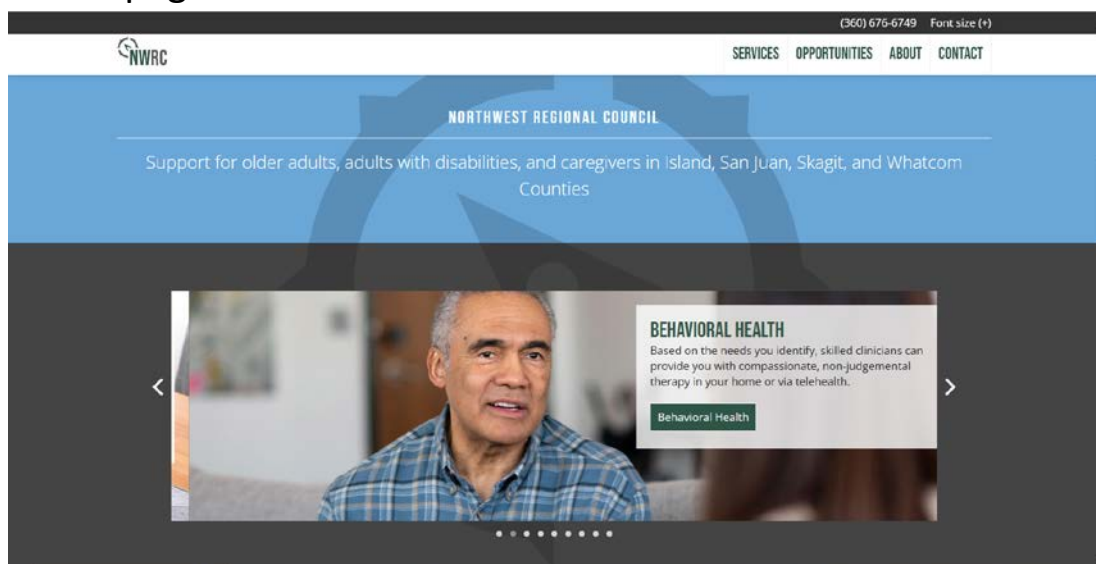 (360) 676-6749 Font size (+)
NWRC
SERVICES OPPORTUNITIES ABOUT CONTACT
NORTHWEST REGIONAL COUNCIL
Support for older adults, adults with disabilities, and caregivers in Island, San Juan, Skagit, and Whatcom
Counties
BEHAVIORAL HEALTH
Based on the needs you identify, skilled clinicians can
provide you with compassionate, non-judgemental
therapy in your home or via telehealth.
Behavioral Health